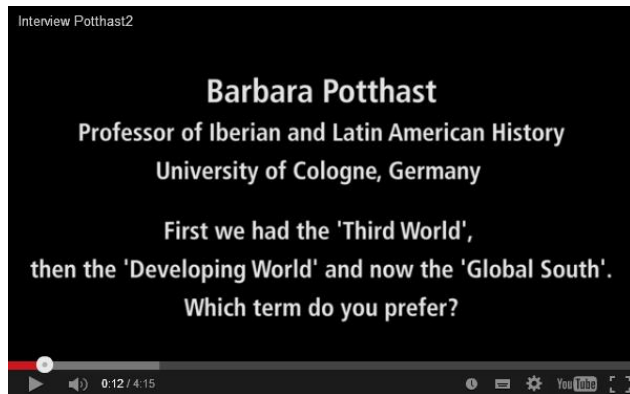 Interview Potthast2
Barbara Potthast
Professor of Iberian and Latin American History
University of Cologne, Germany
First we had the 'Third World',
then the 'Developing World' and now the 'Global South'.
Which term do you prefer?
0:12 / 4:15
YouTube